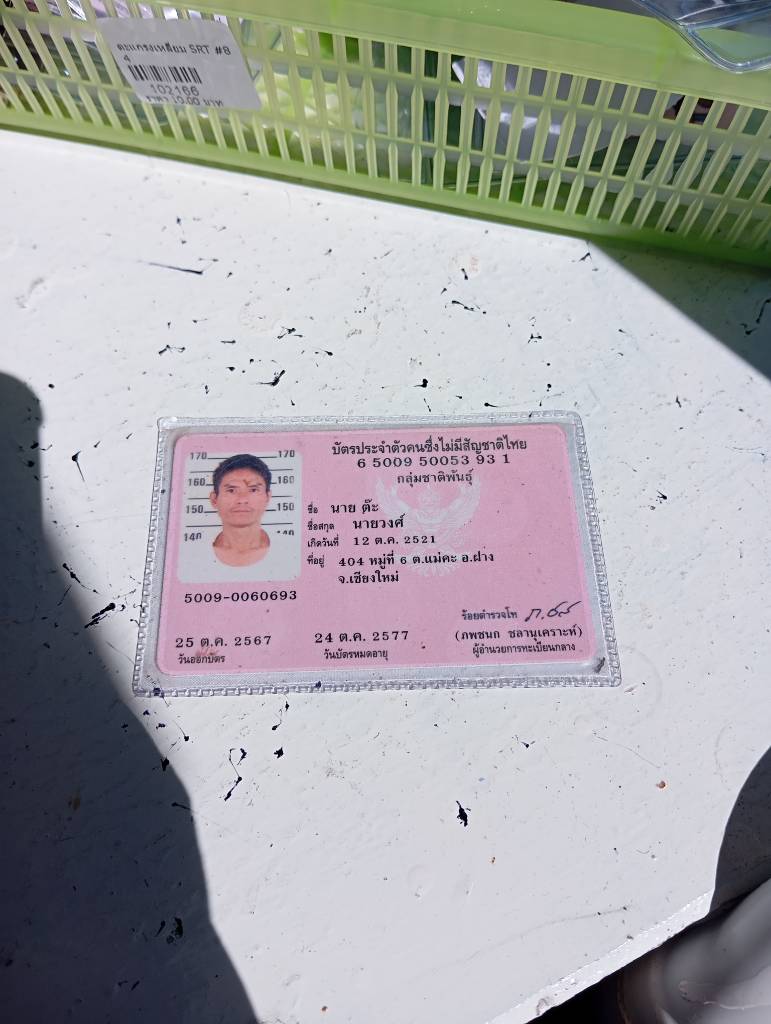 ตะแกรงเหลี่ยม SRT #8
4
102166
ราคา 10.00 บาท
บัตรประจำตัวคนซึ่งไม่มีสัญชาติไทย
6 5009 50053 93 1
กลุ่มชาติพันธุ์
170 170
160 160
150 150
140 140
ชื่อ นาย ต๊ะ
ชื่อสกุล นายวงศ์
เกิดวันที่ 12 ต.ค. 2521
ที่อยู่ 404 หมู่ที่ 6 ต.แม่คะ อ.ฝาง
จ.เชียงใหม่
5009-0060693
ร้อยตำรวจโท
25 ต.ค. 2567 24 ต.ค. 2577 (ภพชนก ชลานุเคราะห์)
วันออกบัตร วันบัตรหมดอายุ ผู้อำนวยการทะเบียนกลาง